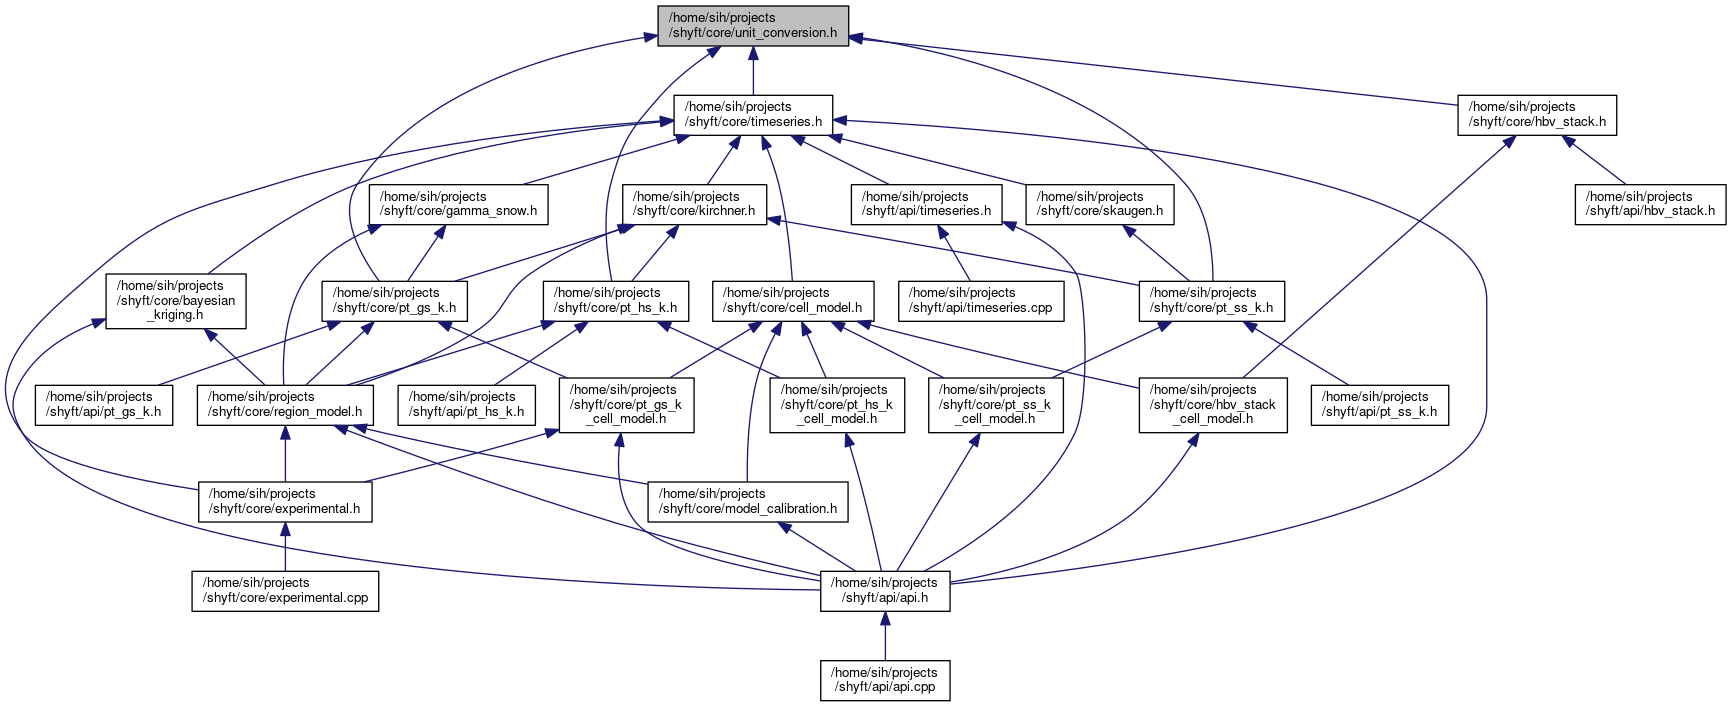 /home/sih/projects
/shyft/core/unit_conversion.h
/home/sih/projects
/shyft/core/timeseries.h
/home/sih/projects
/shyft/core/hbv_stack.h
/home/sih/projects
/shyft/core/gamma_snow.h
/home/sih/projects
/shyft/core/kirchner.h
/home/sih/projects
/shyft/api/timeseries.h
/home/sih/projects
/shyft/core/skaugen.h
/home/sih/projects
/shyft/api/hbv_stack.h
/home/sih/projects
/shyft/core/bayesian
_kriging.h
/home/sih/projects
/shyft/core/pt_gs_k.h
/home/sih/projects
/shyft/core/pt_hs_k.h
/home/sih/projects
/shyft/core/cell_model.h
/home/sih/projects
/shyft/api/timeseries.cpp
/home/sih/projects
/shyft/core/pt_ss_k.h
/home/sih/projects
/shyft/api/pt_gs_k.h
/home/sih/projects
/shyft/core/region_model.h
/home/sih/projects
/shyft/api/pt_hs_k.h
/home/sih/projects
/shyft/core/pt_gs_k
_cell_model.h
/home/sih/projects
/shyft/core/pt_hs_k
_cell_model.h
/home/sih/projects
/shyft/core/pt_ss_k
_cell_model.h
/home/sih/projects
/shyft/core/hbv_stack
_cell_model.h
/home/sih/projects
/shyft/api/pt_ss_k.h
/home/sih/projects
/shyft/core/experimental.h
/home/sih/projects
/shyft/core/model_calibration.h
/home/sih/projects
/shyft/core/experimental.cpp
/home/sih/projects
/shyft/api/api.h
/home/sih/projects
/shyft/api/api.cpp